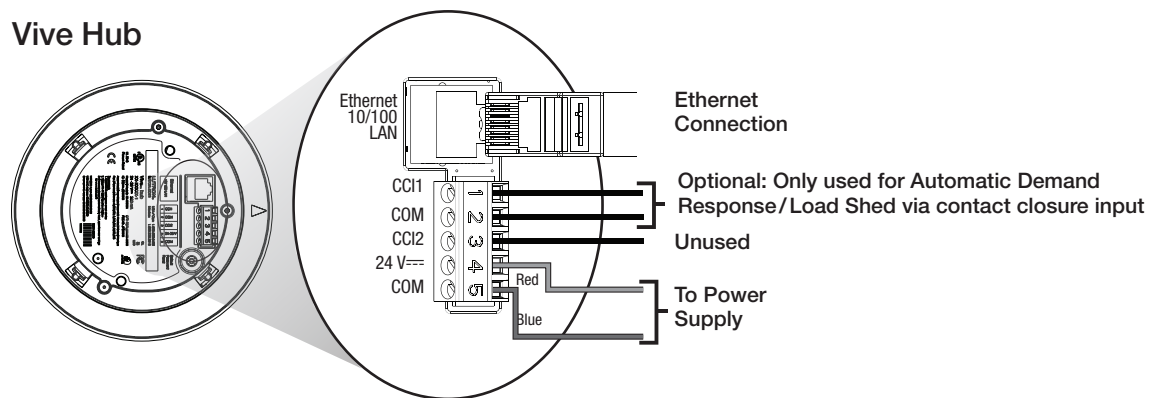 Vive Hub
Ethernet
10/100
LAN
Ethernet
Connection
CCI1
COM
CCI2
24 V⎓
COM
1
2
3
4
5
Optional: Only used for Automatic Demand
Response/Load Shed via contact closure input
Unused
Red
Blue
To Power
Supply